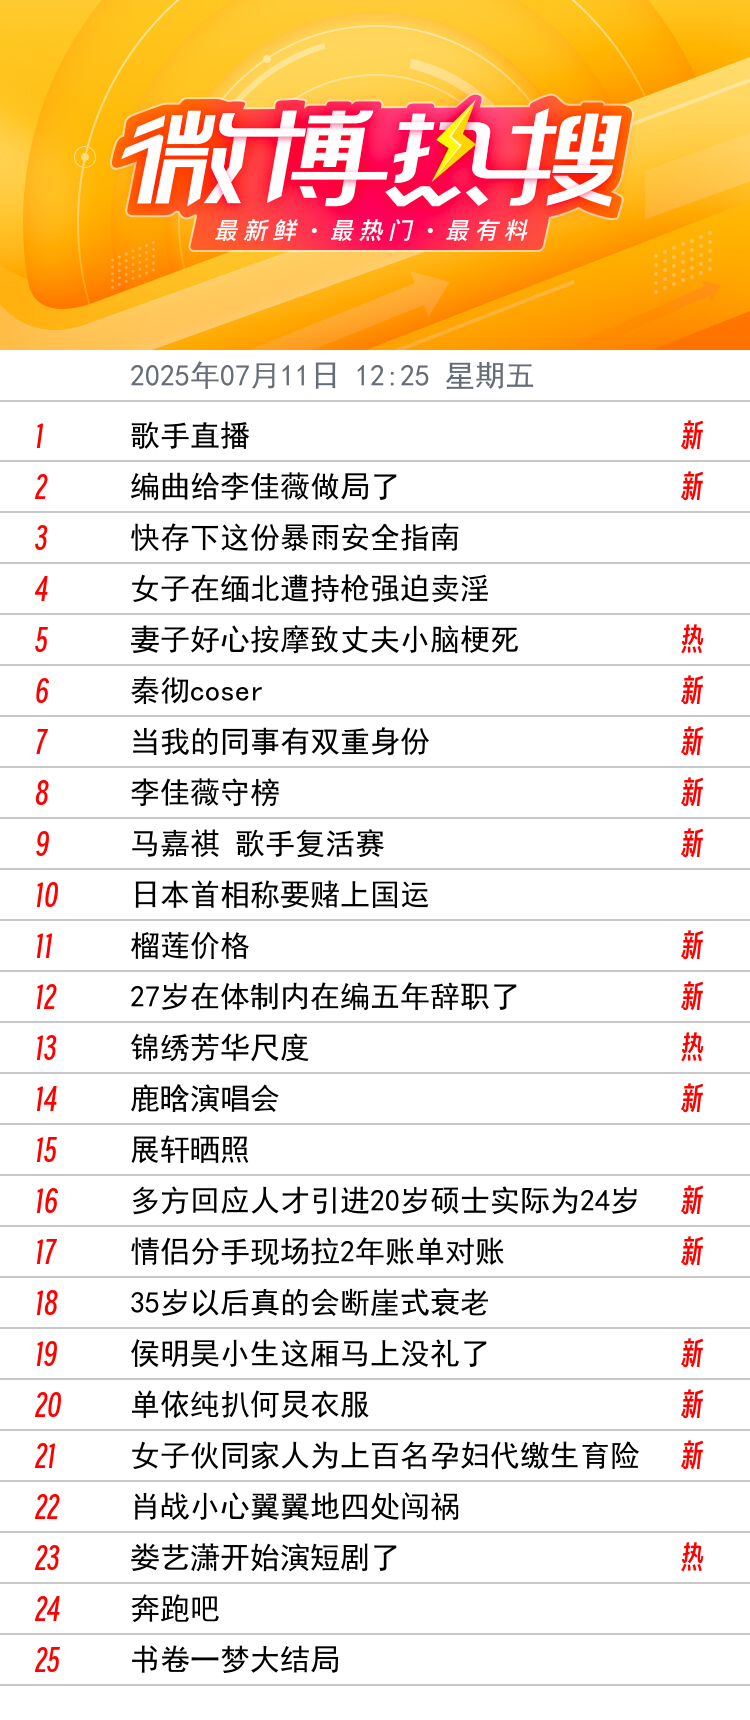 微博热搜
最新鲜·最热门·最有料
2025年07月11日 12:25 星期五
1 歌手直播 新
2 编曲给李佳薇做局了 新
3 快存下这份暴雨安全指南
4 女子在缅北遭持枪强迫卖淫
5 妻子好心按摩致丈夫小脑梗死 热
6 秦彻coser 新
7 当我的同事有双重身份 新
8 李佳薇守榜 新
9 马嘉祺 歌手复活赛 新
10 日本首相称要赌上国运
11 榴莲价格 新
12 27岁在体制内在编五年辞职了 新
13 锦绣芳华尺度 热
14 鹿晗演唱会 新
15 展轩晒照
16 多方回应人才引进20岁硕士实际为24岁 新
17 情侣分手现场拉2年账单对账 新
18 35岁以后真的会断崖式衰老
19 侯明昊小生这厢马上没礼了 新
20 单依纯扒何炅衣服 新
21 女子伙同家人为上百名孕妇代缴生育险 新
22 肖战小心翼翼地四处闯祸
23 娄艺潇开始演短剧了 热
24 奔跑吧
25 书卷一梦大结局